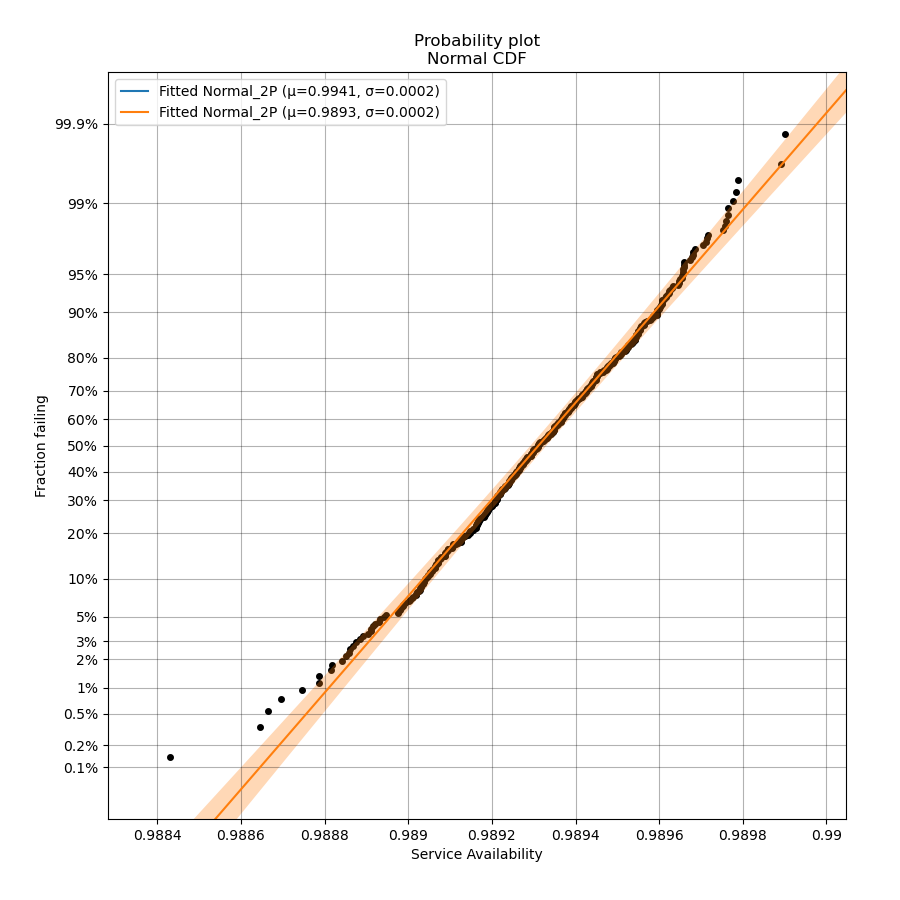 Probability plot
Normal CDF
Fitted Normal_2P (μ=0.9941, σ=0.0002)
Fitted Normal_2P (μ=0.9893, σ=0.0002)
99.9%
99%
95%
90%
80%
70%
60%
50%
40%
30%
20%
10%
5%
3%
2%
1%
0.5%
0.2%
0.1%
Fraction failing
0.9884 0.9886 0.9888 0.989 0.9892 0.9894 0.9896 0.9898 0.99
Service Availability